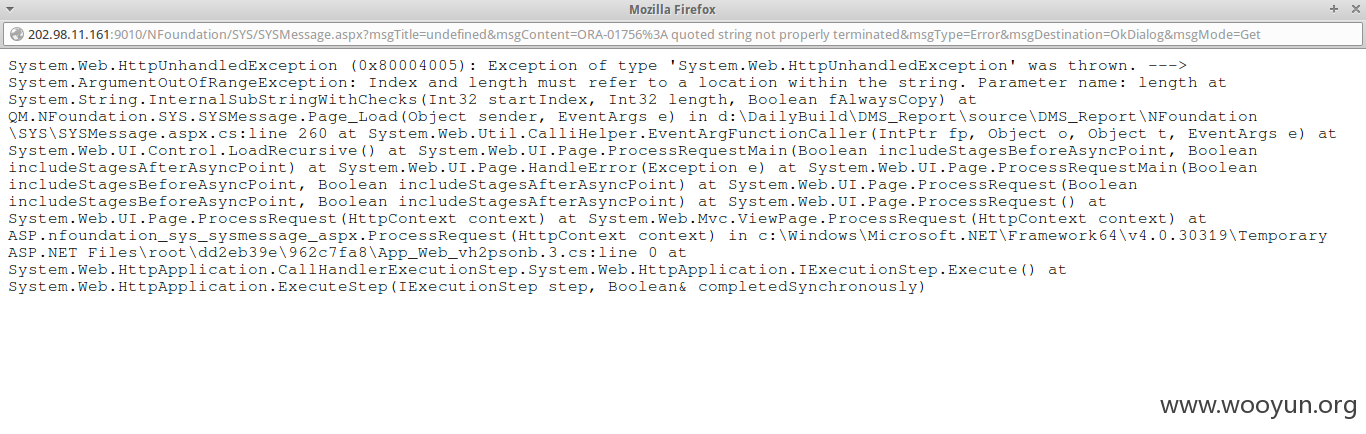 Mozilla Firefox
202.98.11.161:9010/NFoundation/SYS/SYSMessage.aspx?msgTitle=undefined&msgContent=ORA-01756%3A quoted string not properly terminated&msgType=Error&msgDestination=OkDialog&msgMode=Get
System.Web.HttpUnhandledException (0x80004005): Exception of type 'System.Web.HttpUnhandledException' was thrown. --->
System.ArgumentOutOfRangeException: Index and length must refer to a location within the string. Parameter name: length at
System.String.InternalSubStringWithChecks(Int32 startIndex, Int32 length, Boolean fAlwaysCopy) at
QM.NFoundation.SYS.SYSMessage.Page_Load(Object sender, EventArgs e) in d:\DailyBuild\DMS_Report\source\DMS_Report\NFoundation
\SYS\SYSMessage.aspx.cs:line 260 at System.Web.Util.CalliHelper.EventArgFunctionCaller(IntPtr fp, Object o, Object t, EventArgs e) at
System.Web.UI.Control.LoadRecursive() at System.Web.UI.Page.ProcessRequestMain(Boolean includeStagesBeforeAsyncPoint, Boolean
includeStagesAfterAsyncPoint) at System.Web.UI.Page.HandleError(Exception e) at System.Web.UI.Page.ProcessRequestMain(Boolean
includeStagesBeforeAsyncPoint, Boolean includeStagesAfterAsyncPoint) at System.Web.UI.Page.ProcessRequest(Boolean
includeStagesBeforeAsyncPoint, Boolean includeStagesAfterAsyncPoint) at System.Web.UI.Page.ProcessRequest() at
System.Web.UI.Page.ProcessRequest(HttpContext context) at System.Web.Mvc.ViewPage.ProcessRequest(HttpContext context) at
ASP.nfoundation_sys_sysmessage_aspx.ProcessRequest(HttpContext context) in c:\Windows\Microsoft.NET\Framework64\v4.0.30319\Temporary
ASP.NET Files\root\dd2eb39e\962c7fa8\App_Web_vh2psonb.3.cs:line 0 at
System.Web.HttpApplication.CallHandlerExecutionStep.System.Web.HttpApplication.IExecutionStep.Execute() at
System.Web.HttpApplication.ExecuteStep(IExecutionStep step, Boolean& completedSynchronously)
www.wooyun.org